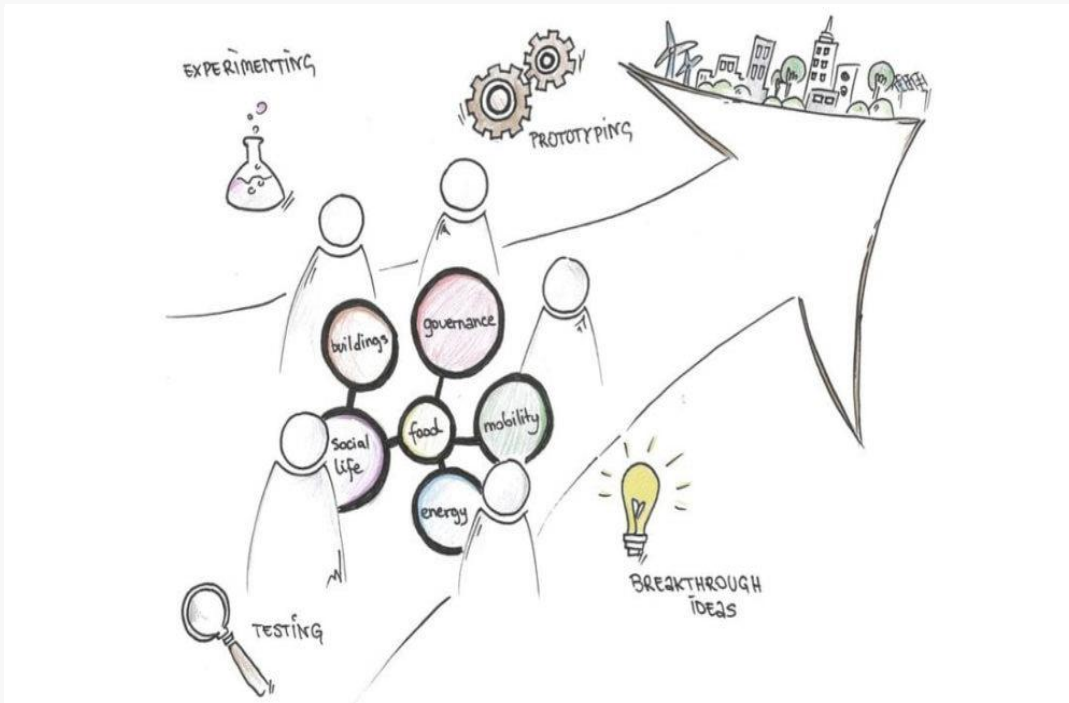 EXPERIMENTING
PROTOTYPING
buildings
governance
social
life
food
mobility
energy
BREAKTHROUGH
IDEAS
TESTING